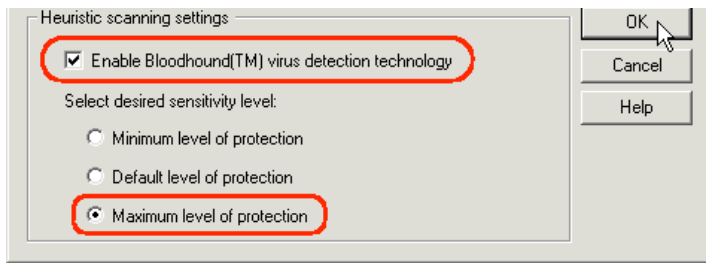 Heuristic scanning settings
OK
Enable Bloodhound(TM) virus detection technology
Cancel
Select desired sensitivity level:
Help
Minimum level of protection
Default level of protection
Maximum level of protection